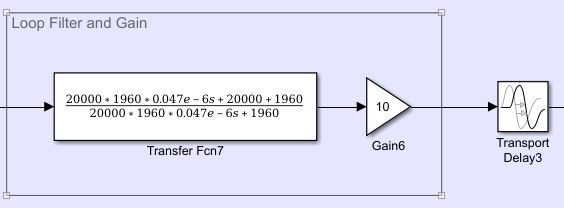 Loop Filter and Gain
20000 * 1960 * 0.047e – 6s + 20000 + 1960
20000 * 1960 * 0.047e – 6s + 1960
Transfer Fcn7
10
Gain6
Transport
Delay3